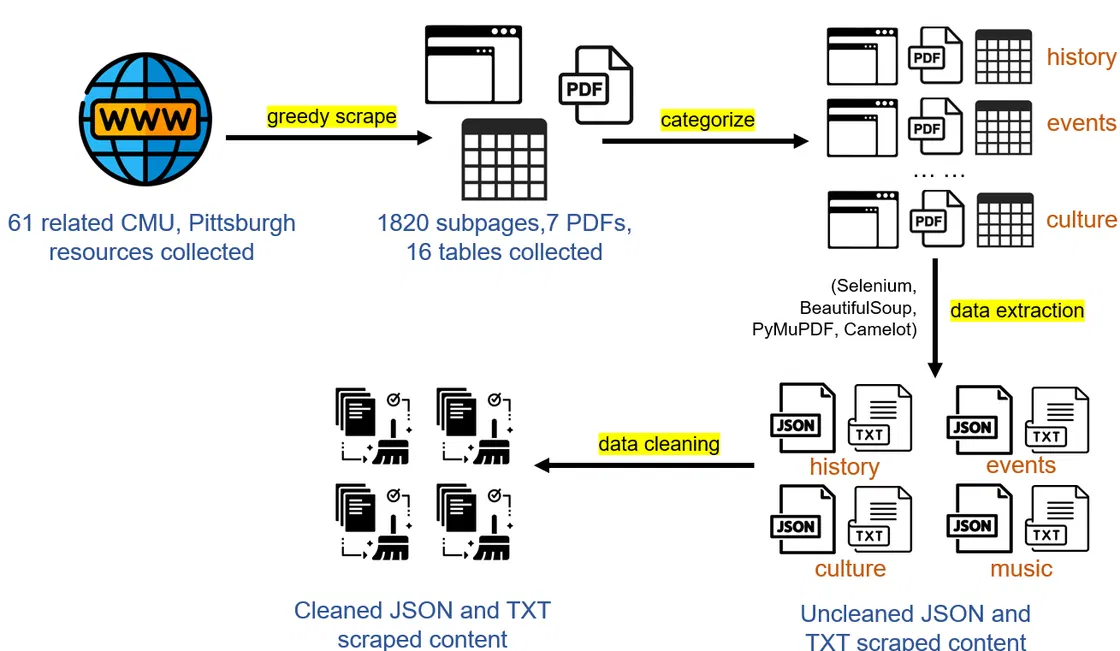 WWW
greedy scrape
PDF
categorize
PDF
history
PDF
events
... ...
PDF
culture
61 related CMU, Pittsburgh
resources collected
1820 subpages,7 PDFs,
16 tables collected
(Selenium,
BeautifulSoup,
PyMuPDF, Camelot)
data extraction
data cleaning
JSON
TXT
history
JSON
TXT
events
JSON
TXT
culture
JSON
TXT
music
Cleaned JSON and TXT
scraped content
Uncleaned JSON and
TXT scraped content